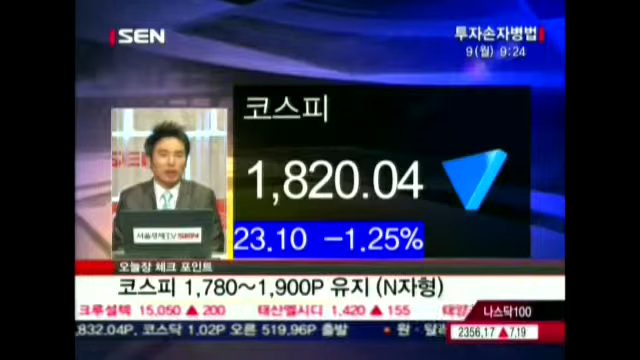 SEN
투자손자병법
9(월) 9:24
코스피
1,820.04
23.10 -1.25%
SEN
서울경제TV SEN
오늘장 체크 포인트
코스피 1,780~1,900P 유지 (N자형)
크루셜텍 15,050 ▲ 200 태산엘시디 1,420 ▲ 155
나스닥100
832.04P, 코스닥 1.02P 오른 519.96P 출발 • 원·달러
2356.17 ▲ 7.19